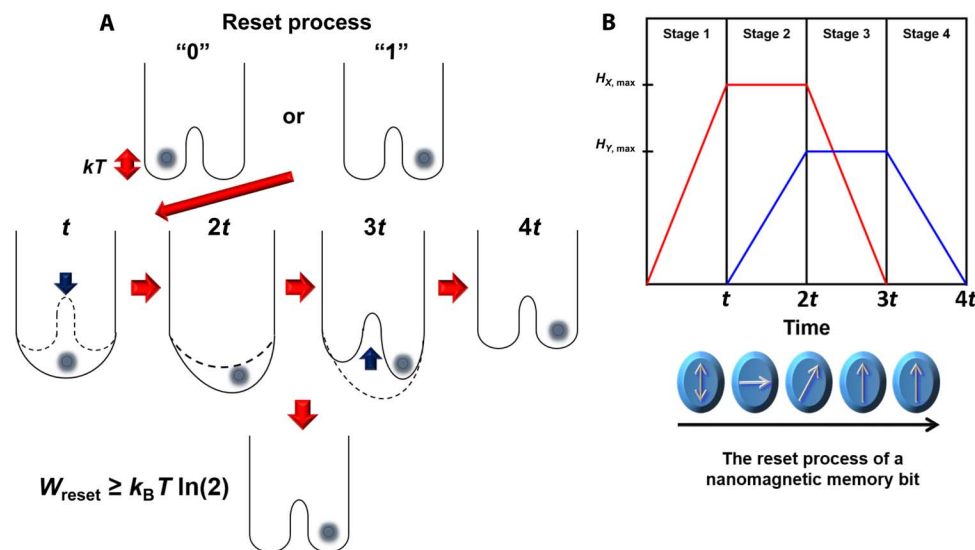 A
Reset process
“0”
“1”
or
kT
t
2t
3t
4t
W_reset ≥ k_B T ln(2)
B
Stage 1
Stage 2
Stage 3
Stage 4
H_X, max
H_Y, max
t
2t
3t
4t
Time
The reset process of a
nanomagnetic memory bit